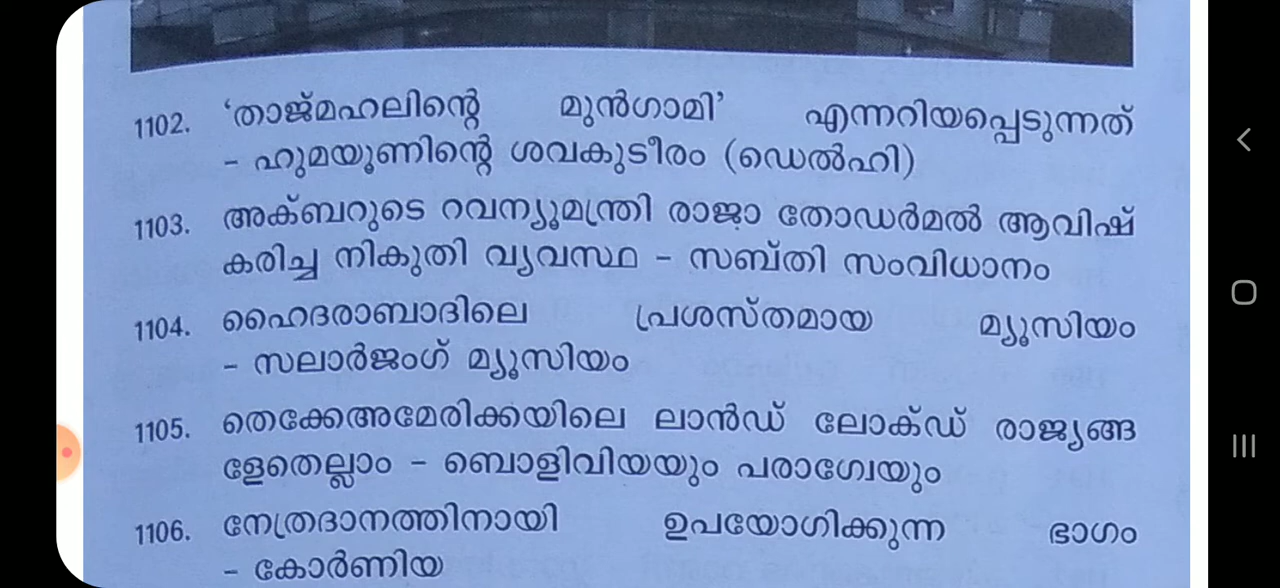 1102. ‘താജ്മഹലിന്റെ മുൻഗാമി’ എന്നറിയപ്പെടുന്നത്
– ഹുമയൂണിന്റെ ശവകുടീരം (ഡെൽഹി)
1103. അക്ബറുടെ റവന്യൂമന്ത്രി രാജാ തോഡർമൽ ആവിഷ്
കരിച്ച നികുതി വ്യവസ്ഥ – സബ്തി സംവിധാനം
1104. ഹൈദരാബാദിലെ പ്രശസ്തമായ മ്യൂസിയം
– സലാർജംഗ് മ്യൂസിയം
1105. തെക്കേഅമേരിക്കയിലെ ലാൻഡ് ലോക്ഡ് രാജ്യങ്ങ
ളേതെല്ലാം – ബൊളിവിയയും പരാഗ്വേയും
1106. നേത്രദാനത്തിനായി ഉപയോഗിക്കുന്ന ഭാഗം
– കോർണിയ